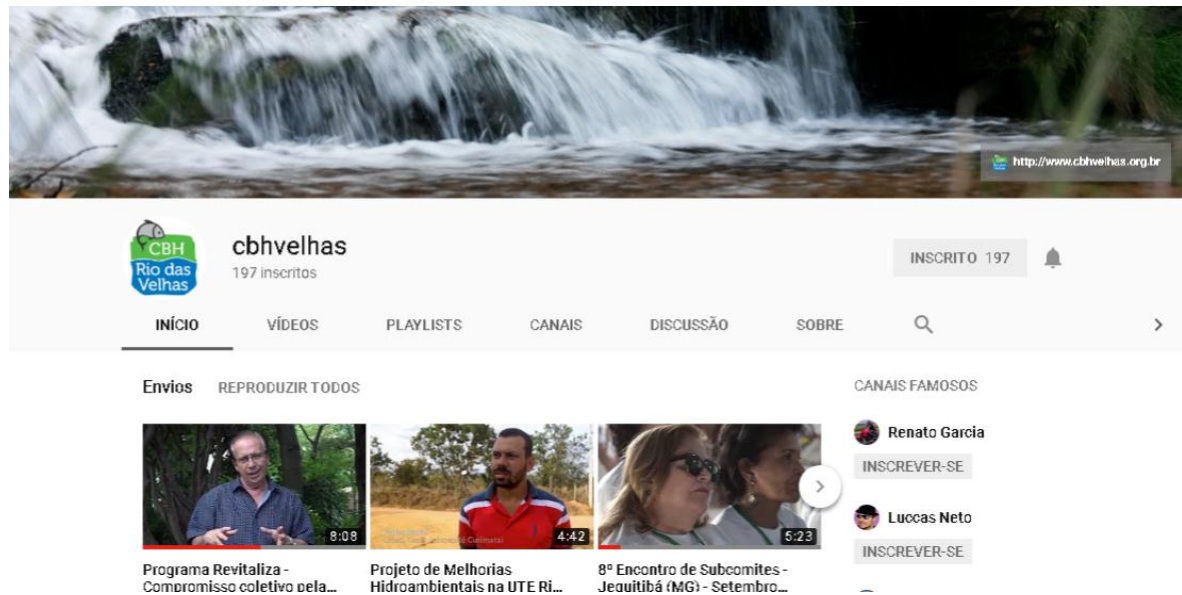 http://www.cbhvelhas.org.br
CBH
Rio das
Velhas
cbhvelhas
197 inscritos
INSCRITO 197
INÍCIO VÍDEOS PLAYLISTS CANAIS DISCUSSÃO SOBRE
Envios REPRODUZIR TODOS
CANAIS FAMOSOS
Renato Garcia
INSCREVER-SE
Luccas Neto
INSCREVER-SE
8:08
4:42
5:23
Programa Revitaliza -
Compromisso coletivo pela...
Projeto de Melhorias
Hidroambientais na UTE Ri...
8º Encontro de Subcomites -
Jequitibá (MG) - Setembro...